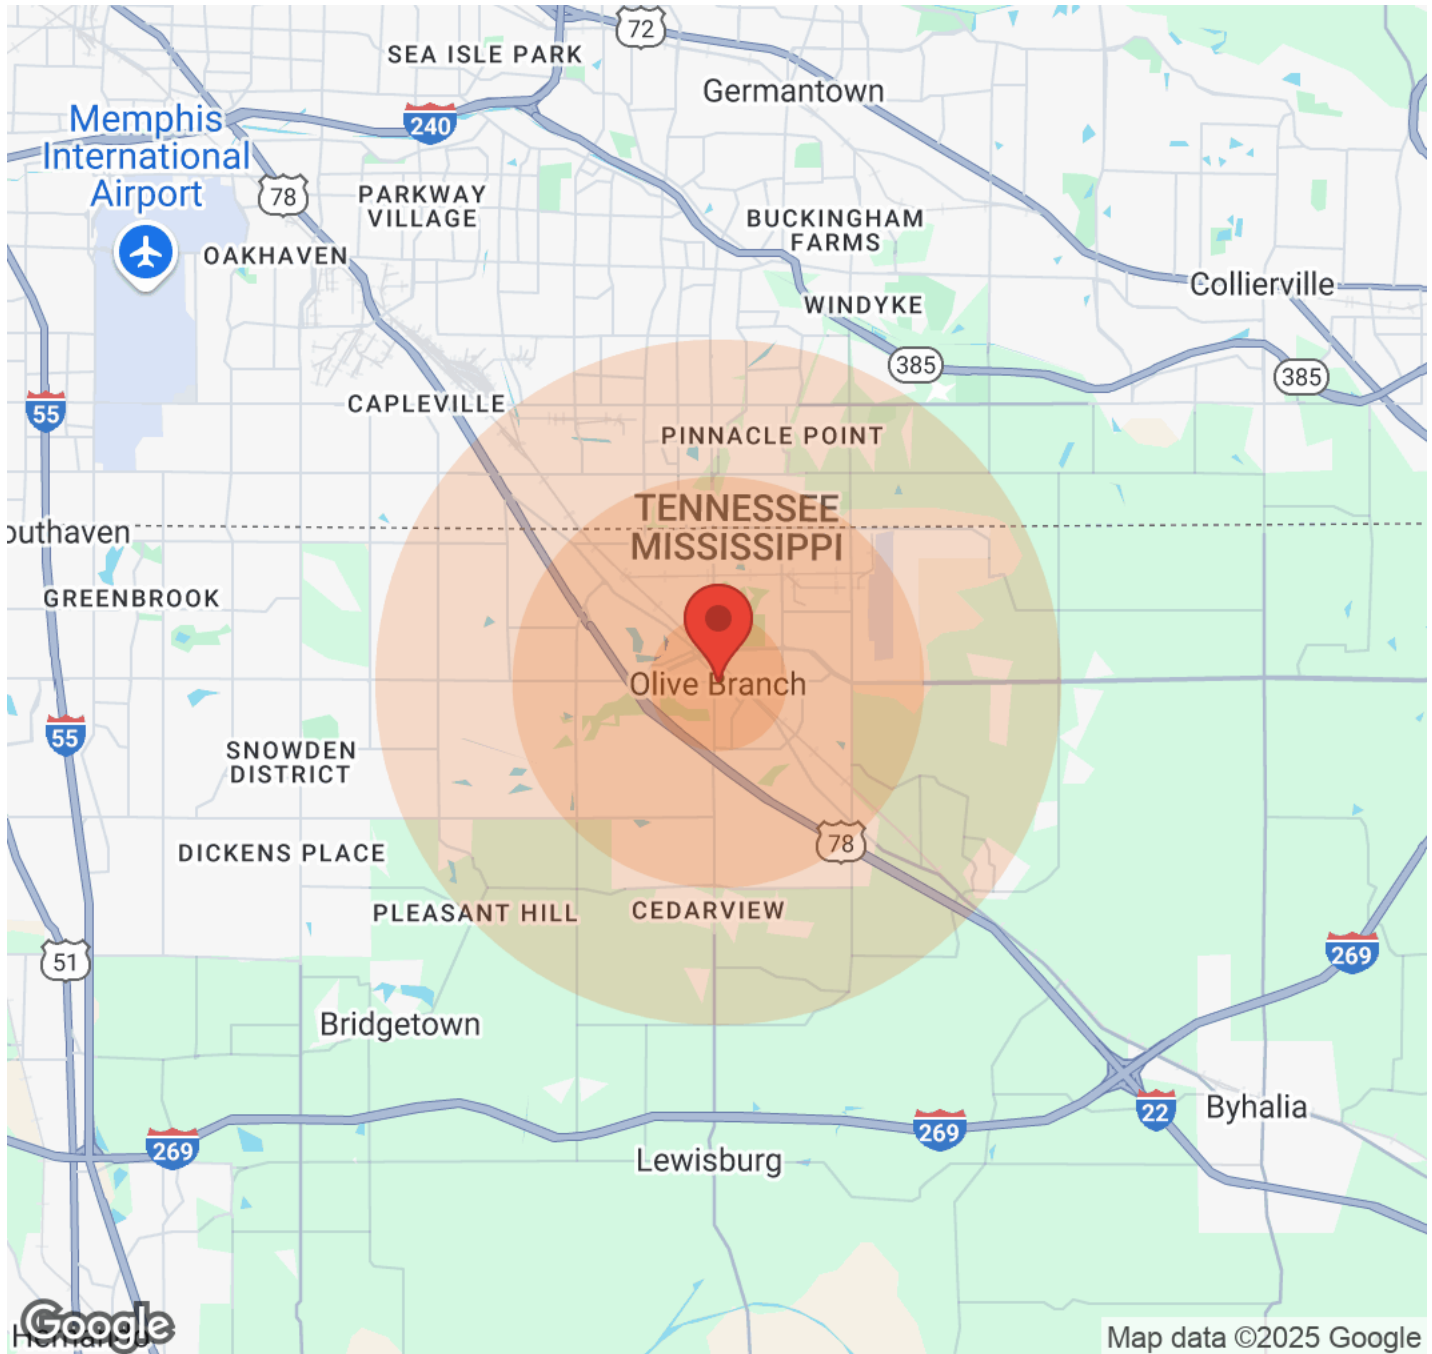 72
SEA ISLE PARK
Germantown
Memphis
International
Airport
240
78
PARKWAY
VILLAGE
BUCKINGHAM
FARMS
OAKHAVEN
Collierville
WINDYKE
385
385
55
CAPLEVILLE
PINNACLE POINT
TENNESSEE
MISSISSIPPI
outhaven
GREENBROOK
Olive Branch
55
SNOWDEN
DISTRICT
78
DICKENS PLACE
PLEASANT HILL
CEDARVIEW
51
269
Bridgetown
22
Byhalia
269
269
Lewisburg
Google
Hernando
Map data ©2025 Google